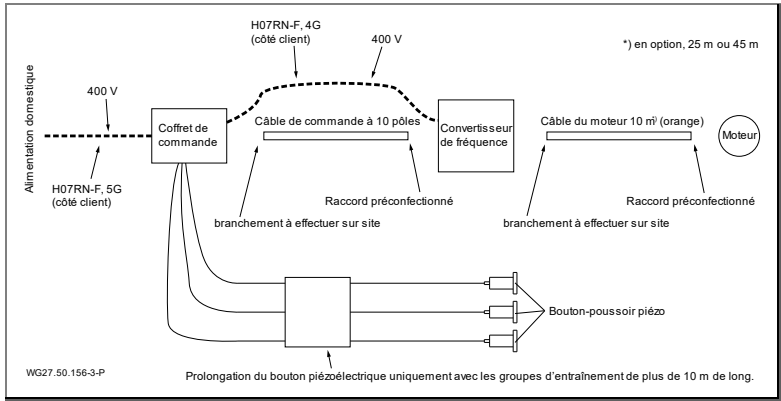 H07RN-F, 4G
(côté client)
400 V
*) en option, 25 m ou 45 m
Alimentation domestique
400 V
Coffret de
commande
Câble de commande à 10 pôles
Convertisseur
de fréquence
Câble du moteur 10 m*) (orange)
Moteur
H07RN-F, 5G
(côté client)
Raccord préconfectionné
branchement à effectuer sur site
Raccord préconfectionné
branchement à effectuer sur site
Bouton-poussoir piézo
WG27.50.156-3-P
Prolongation du bouton piézoélectrique uniquement avec les groupes d'entraînement de plus de 10 m de long.